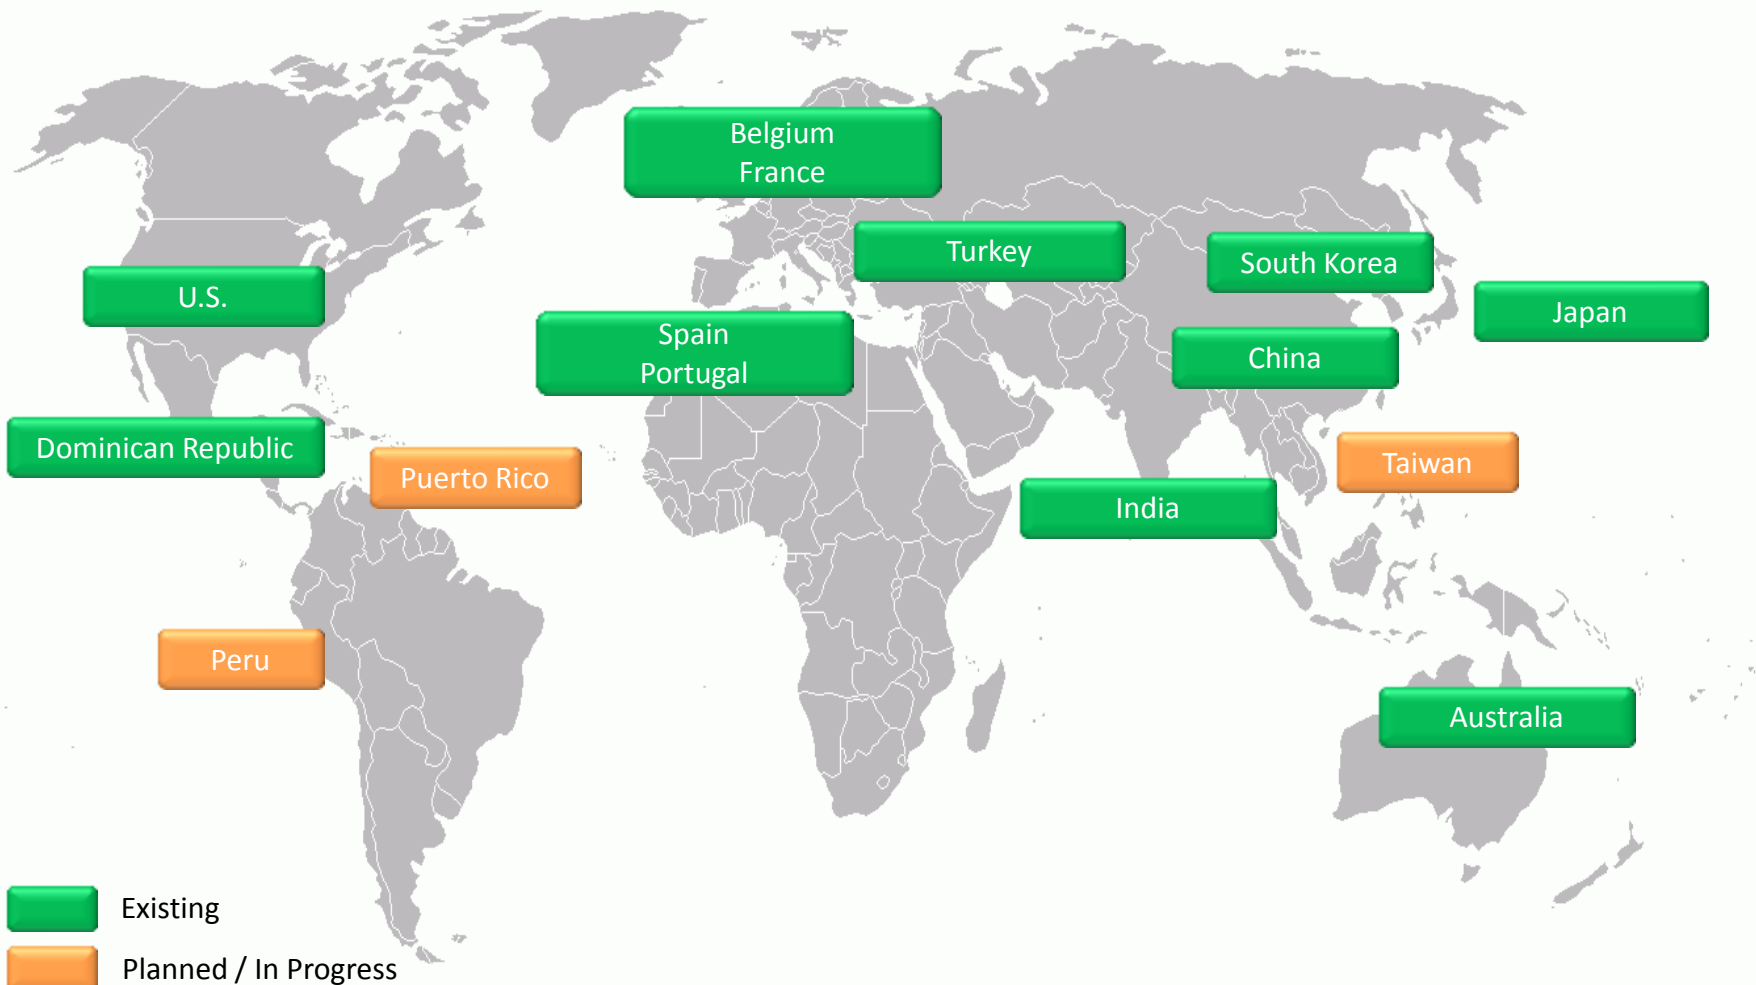 Belgium
France
Turkey
South Korea
U.S.
Japan
Spain
Portugal
China
Dominican Republic
Puerto Rico
Taiwan
India
Peru
Australia
Existing
Planned / In Progress